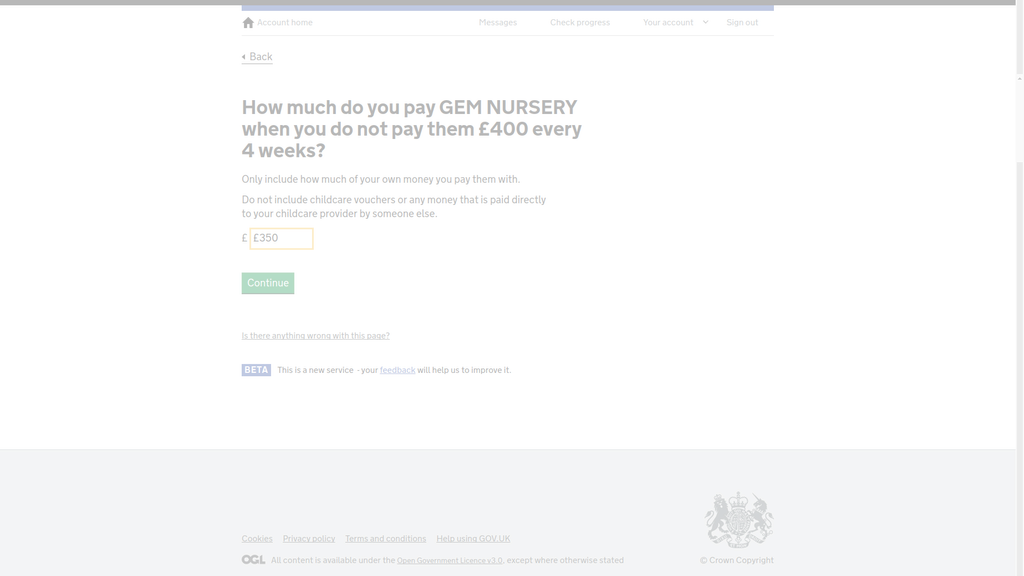 Account home Messages Check progress Your account Sign out
Back
How much do you pay GEM NURSERY
when you do not pay them £400 every
4 weeks?
Only include how much of your own money you pay them with.
Do not include childcare vouchers or any money that is paid directly
to your childcare provider by someone else.
£ £350
Continue
Is there anything wrong with this page?
BETA This is a new service - your feedback will help us to improve it.
Cookies Privacy policy Terms and conditions Help using GOV.UK
OGL All content is available under the Open Government Licence v3.0, except where otherwise stated © Crown Copyright